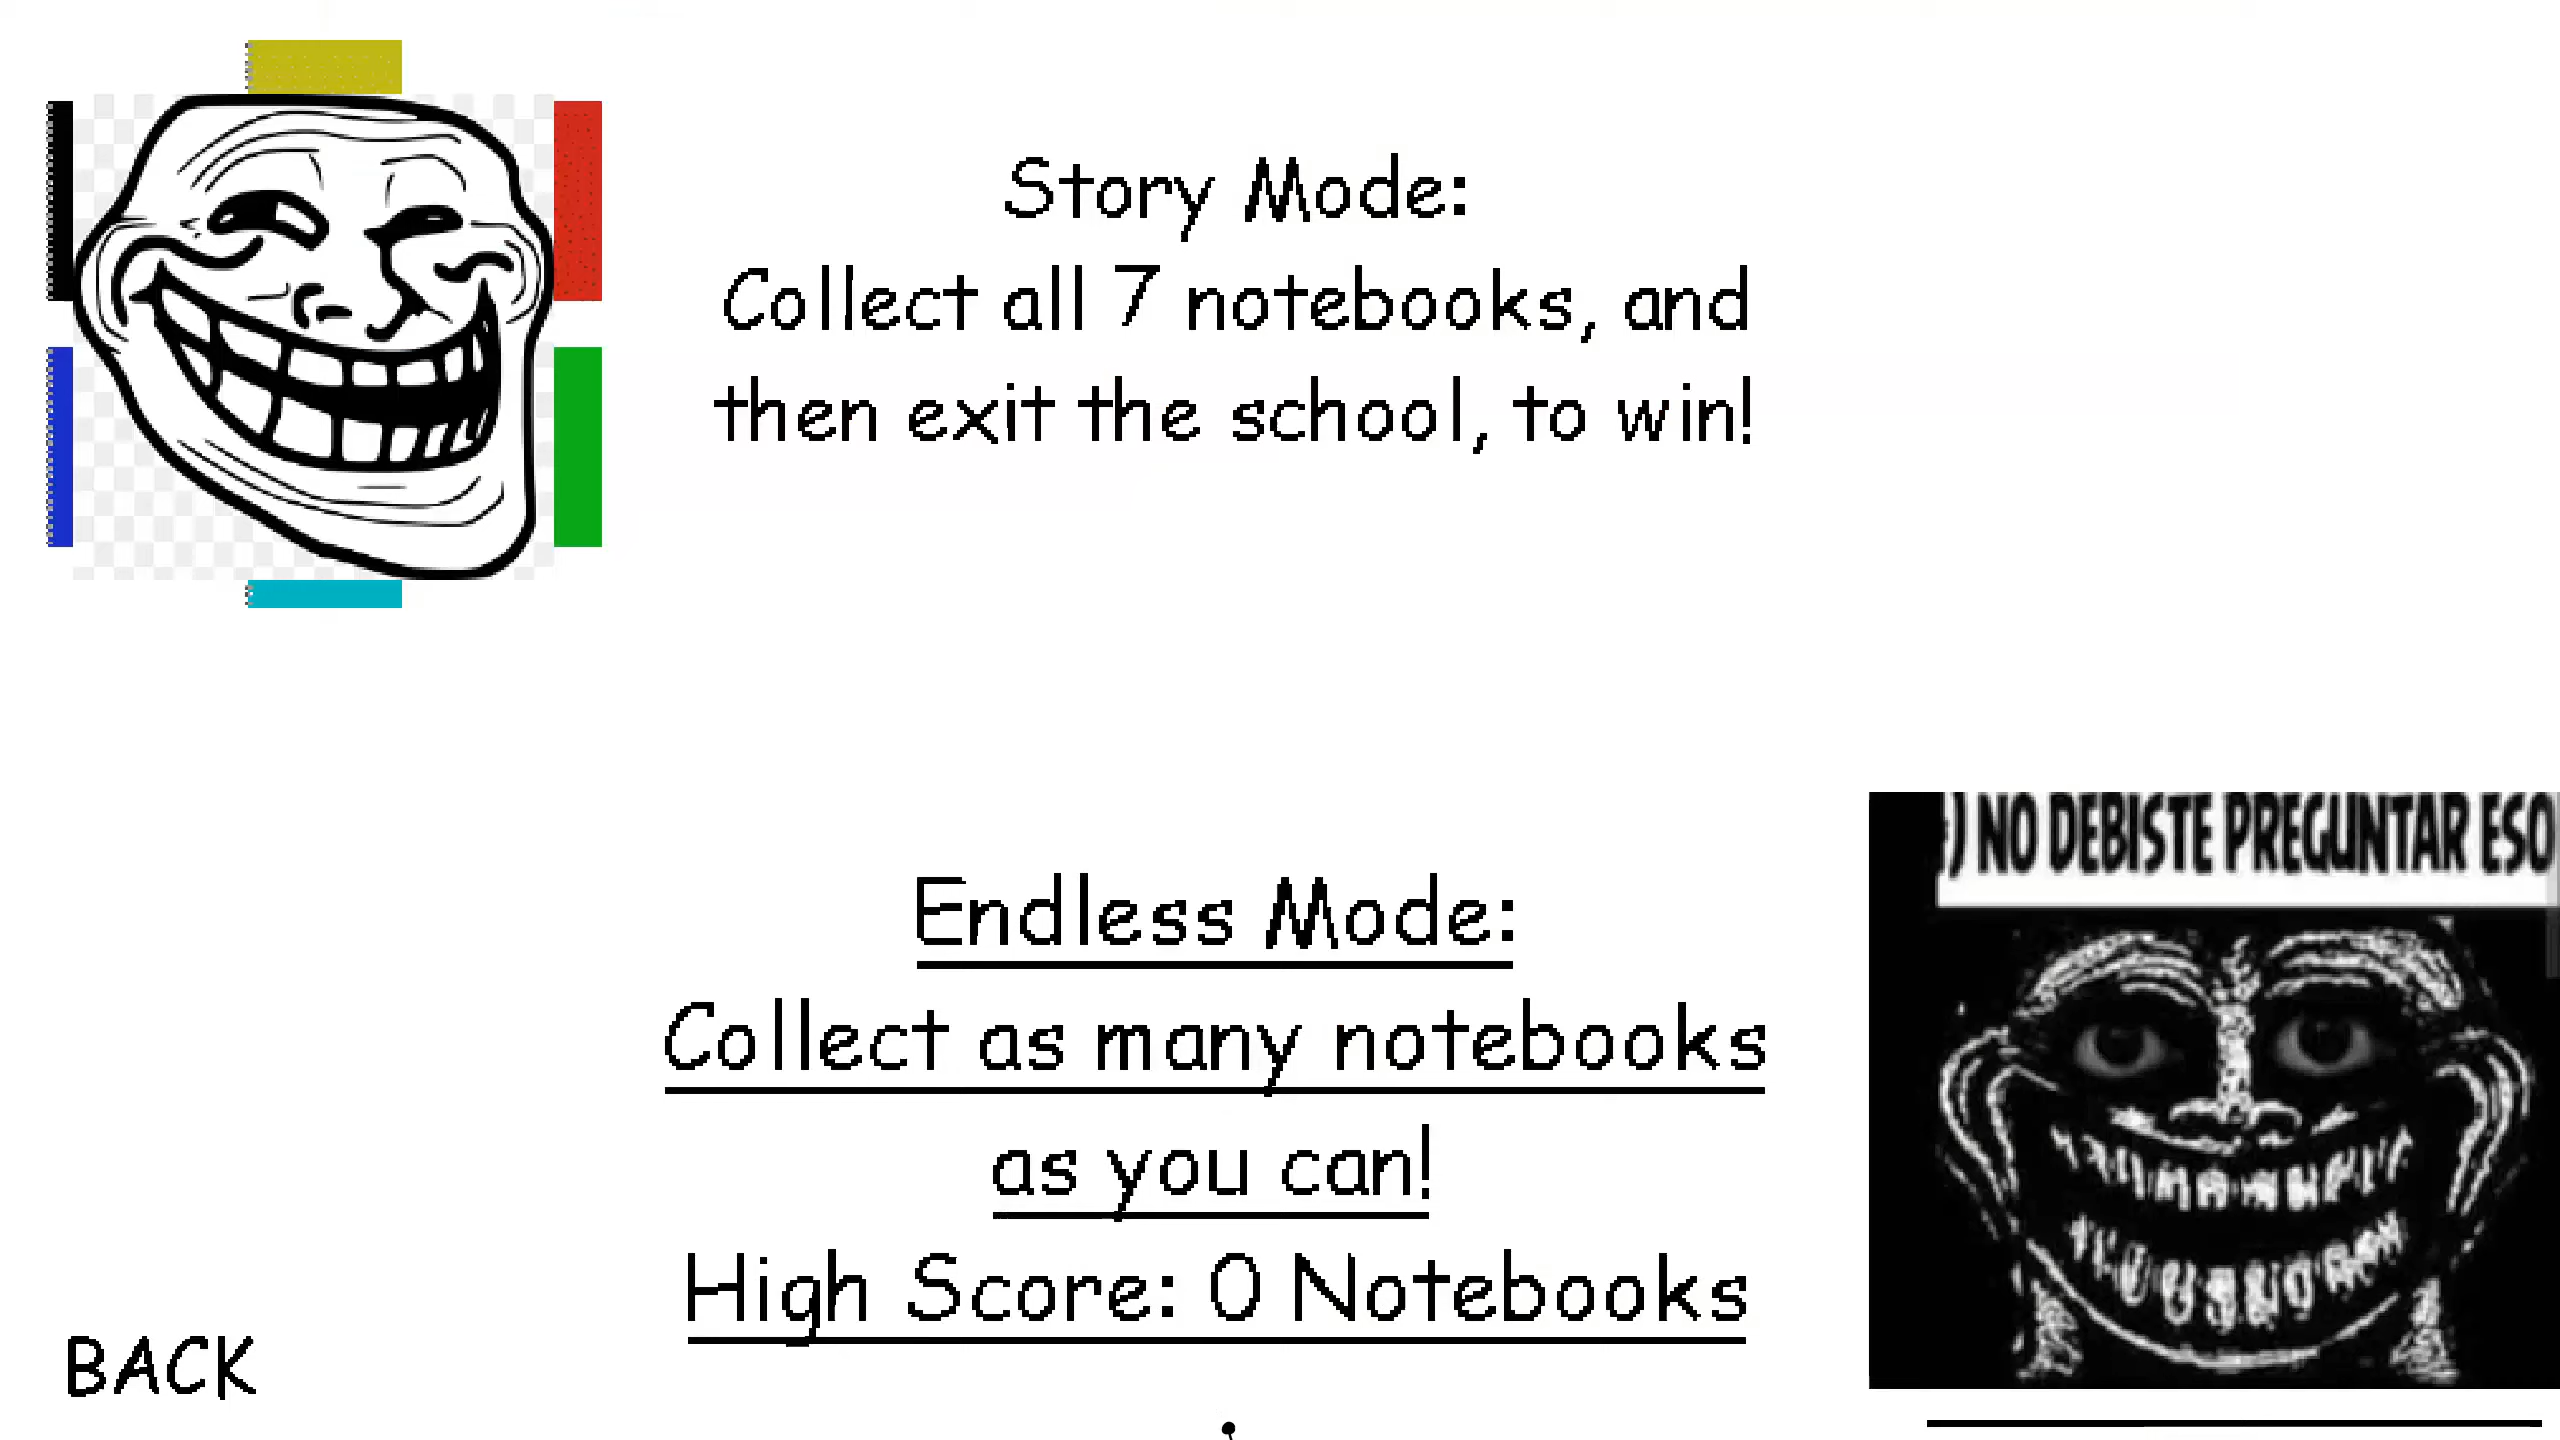 Story Mode:
Collect all 7 notebooks, and
then exit the school, to win!
) NO DEBISTE PREGUNTAR ESO
Endless Mode:
Collect as many notebooks
as you can!
High Score: 0 Notebooks
BACK